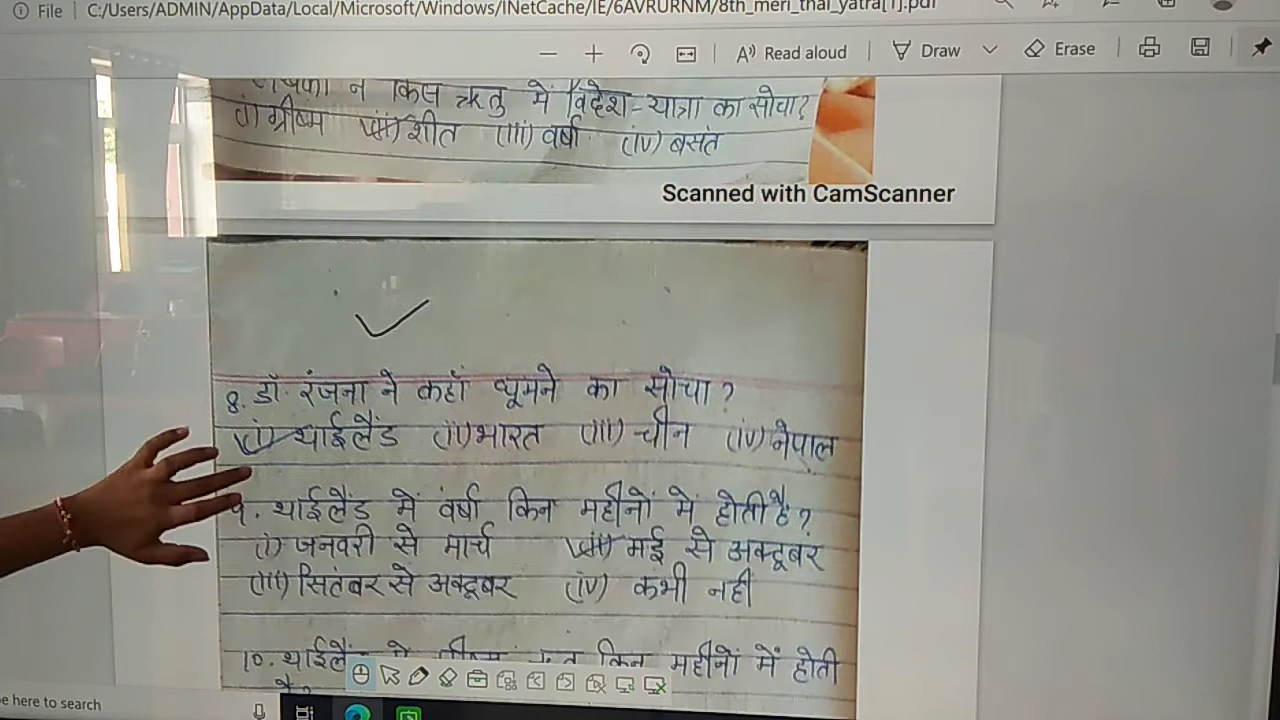 File | C:/Users/ADMIN/AppData/Local/Microsoft/Windows/INetCache/IE/6AVRURNM/8th_meri_thai_yatra[1].pdf
Read aloud Draw Erase
ने किस ऋतु में विदेश-यात्रा का सोचा?
(i) ग्रीष्म (ii) शीत (iii) वर्षा (iv) बसंत
Scanned with CamScanner
8. डॉ. रंजना ने कहाँ घूमने का सोचा?
(i) थाईलैंड (ii) भारत (iii) चीन (iv) नेपाल
9. थाईलैंड में वर्षा किन महीनों में होती है?
(i) जनवरी से मार्च (ii) मई से अक्टूबर
(iii) सितंबर से अक्टूबर (iv) कभी नहीं
10. थाईलैंड किन महीनों में होती
है?
e here to search